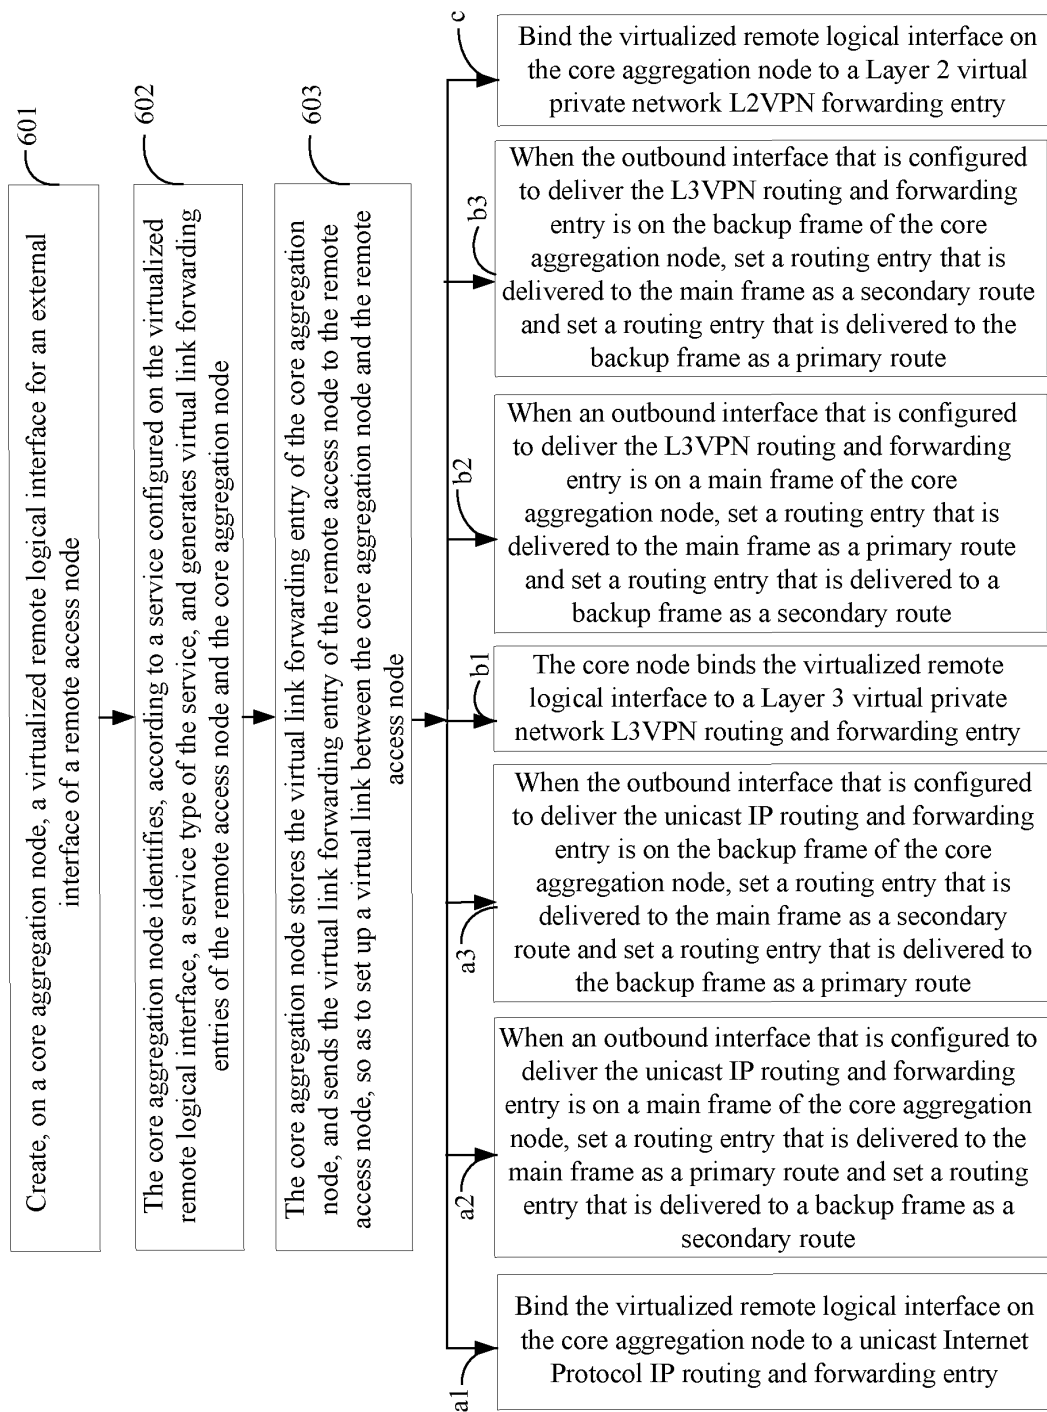 601
Create, on a core aggregation node, a virtualized remote logical interface for an external
interface of a remote access node
602
The core aggregation node identifies, according to a service configured on the virtualized
remote logical interface, a service type of the service, and generates virtual link forwarding
entries of the remote access node and the core aggregation node
603
The core aggregation node stores the virtual link forwarding entry of the core aggregation
node, and sends the virtual link forwarding entry of the remote access node to the remote
access node, so as to set up a virtual link between the core aggregation node and the remote
access node
c
Bind the virtualized remote logical interface on
the core aggregation node to a Layer 2 virtual
private network L2VPN forwarding entry
b3
When the outbound interface that is configured
to deliver the L3VPN routing and forwarding
entry is on the backup frame of the core
aggregation node, set a routing entry that is
delivered to the main frame as a secondary route
and set a routing entry that is delivered to the
backup frame as a primary route
b2
When an outbound interface that is configured
to deliver the L3VPN routing and forwarding
entry is on a main frame of the core
aggregation node, set a routing entry that is
delivered to the main frame as a primary route
and set a routing entry that is delivered to a
backup frame as a secondary route
b1
The core node binds the virtualized remote
logical interface to a Layer 3 virtual private
network L3VPN routing and forwarding entry
a3
When the outbound interface that is configured
to deliver the unicast IP routing and forwarding
entry is on the backup frame of the core
aggregation node, set a routing entry that is
delivered to the main frame as a secondary
route and set a routing entry that is delivered to
the backup frame as a primary route
a2
When an outbound interface that is configured to
deliver the unicast IP routing and forwarding
entry is on a main frame of the core aggregation
node, set a routing entry that is delivered to the
main frame as a primary route and set a routing
entry that is delivered to a backup frame as a
secondary route
a1
Bind the virtualized remote logical interface on
the core aggregation node to a unicast Internet
Protocol IP routing and forwarding entry